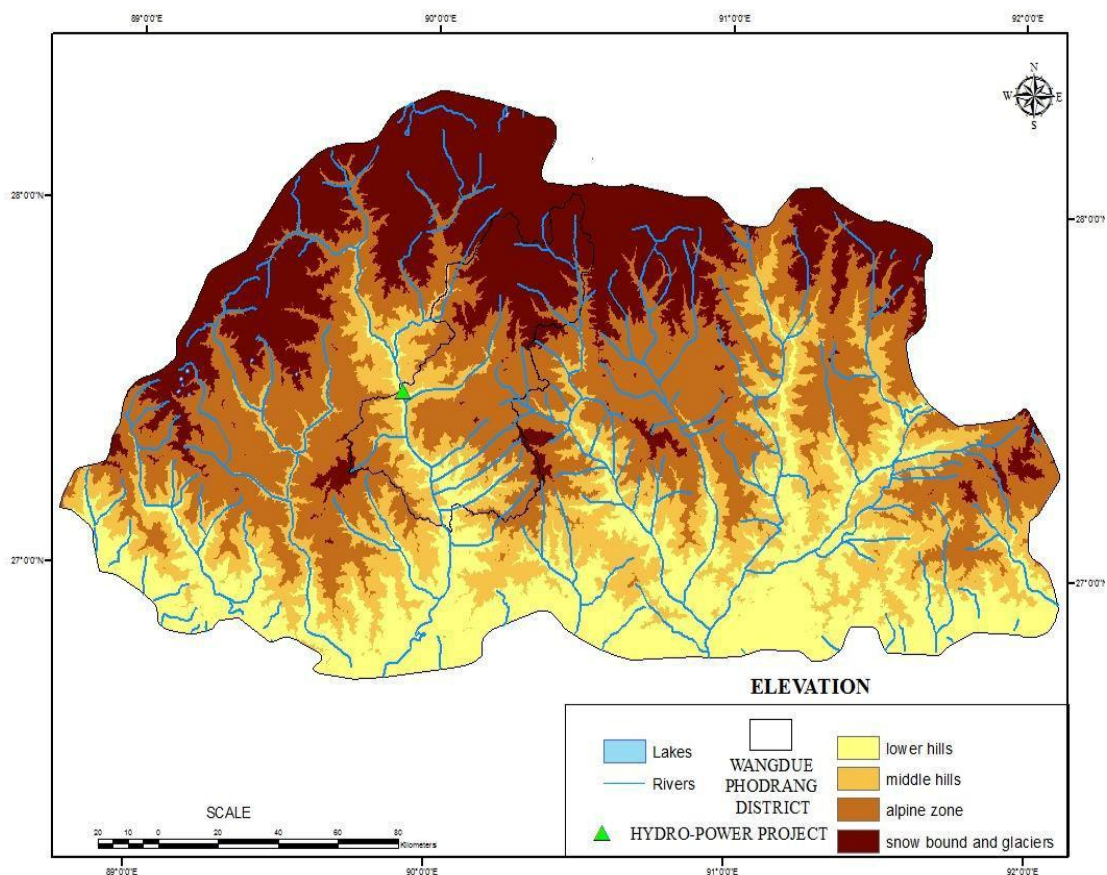 89°0'0"E 90°0'0"E 91°0'0"E 92°0'0"E
N
W E
S
28°0'0"N 28°0'0"N
27°0'0"N 27°0'0"N
ELEVATION
Lakes
Rivers
WANGDUE
PHODRANG
DISTRICT
HYDRO-POWER PROJECT
lower hills
middle hills
alpine zone
snow bound and glaciers
SCALE
20 10 0 20 40 60 80
Kilometers
89°0'0"E 90°0'0"E 91°0'0"E 92°0'0"E